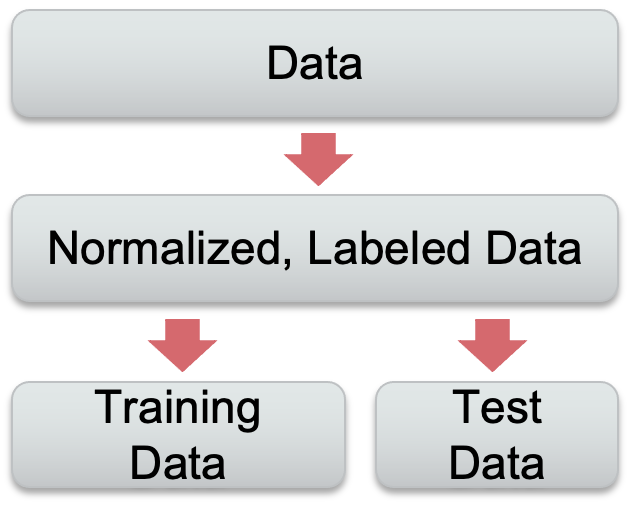 Data
Normalized, Labeled Data
Training
Data
Test
Data